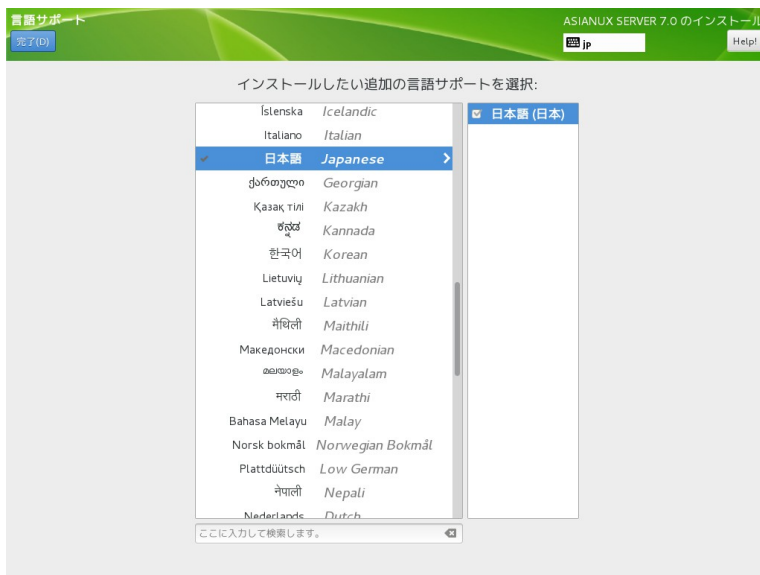 言語サポート
ASIANUX SERVER 7.0 のインストール
完了(D)
jp
Help!
インストールしたい追加の言語サポートを選択:
Íslenska Icelandic
Italiano Italian
日本語 Japanese
日本語 (日本)
ქართული Georgian
Қазақ тілі Kazakh
ಕನ್ನಡ Kannada
한국어 Korean
Lietuvių Lithuanian
Latviešu Latvian
मैथिली Maithili
Македонски Macedonian
മലയാളം Malayalam
मराठी Marathi
Bahasa Melayu Malay
Norsk bokmål Norwegian Bokmål
Plattdüütsch Low German
नेपाली Nepali
Nederlands Dutch
ここに入力して検索します。